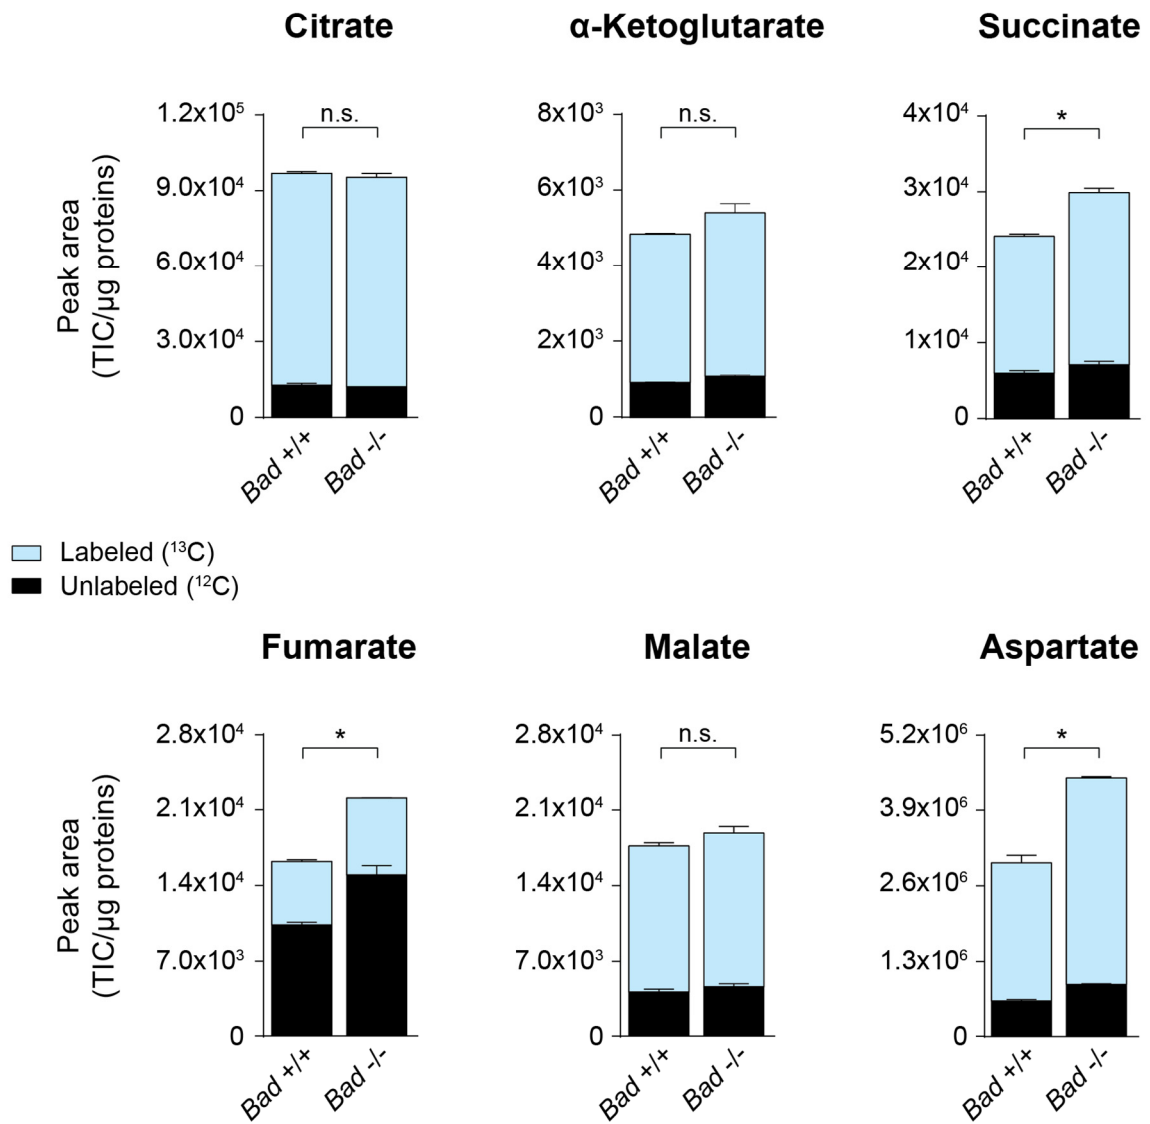 Citrate
α-Ketoglutarate
Succinate
Peak area
(TIC/µg proteins)
1.2x10⁵
9.0x10⁴
6.0x10⁴
3.0x10⁴
0
n.s.
Bad +/+
Bad -/-
8x10³
6x10³
4x10³
2x10³
0
n.s.
Bad +/+
Bad -/-
4x10⁴
3x10⁴
2x10⁴
1x10⁴
0
*
Bad +/+
Bad -/-
Labeled (¹³C)
Unlabeled (¹²C)
Fumarate
Malate
Aspartate
Peak area
(TIC/µg proteins)
2.8x10⁴
2.1x10⁴
1.4x10⁴
7.0x10³
0
*
Bad +/+
Bad -/-
2.8x10⁴
2.1x10⁴
1.4x10⁴
7.0x10³
0
n.s.
Bad +/+
Bad -/-
5.2x10⁶
3.9x10⁶
2.6x10⁶
1.3x10⁶
0
*
Bad +/+
Bad -/-